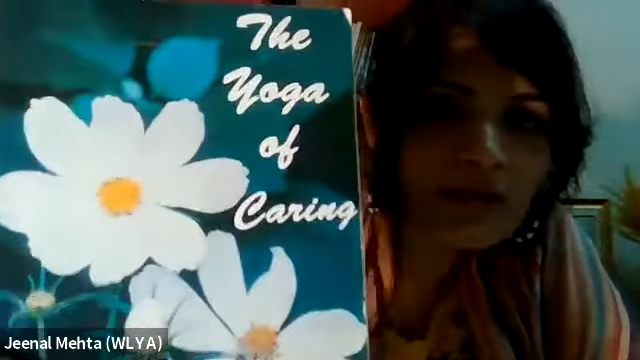 The
Yoga
of
Caring
Jeenal Mehta (WLYA)